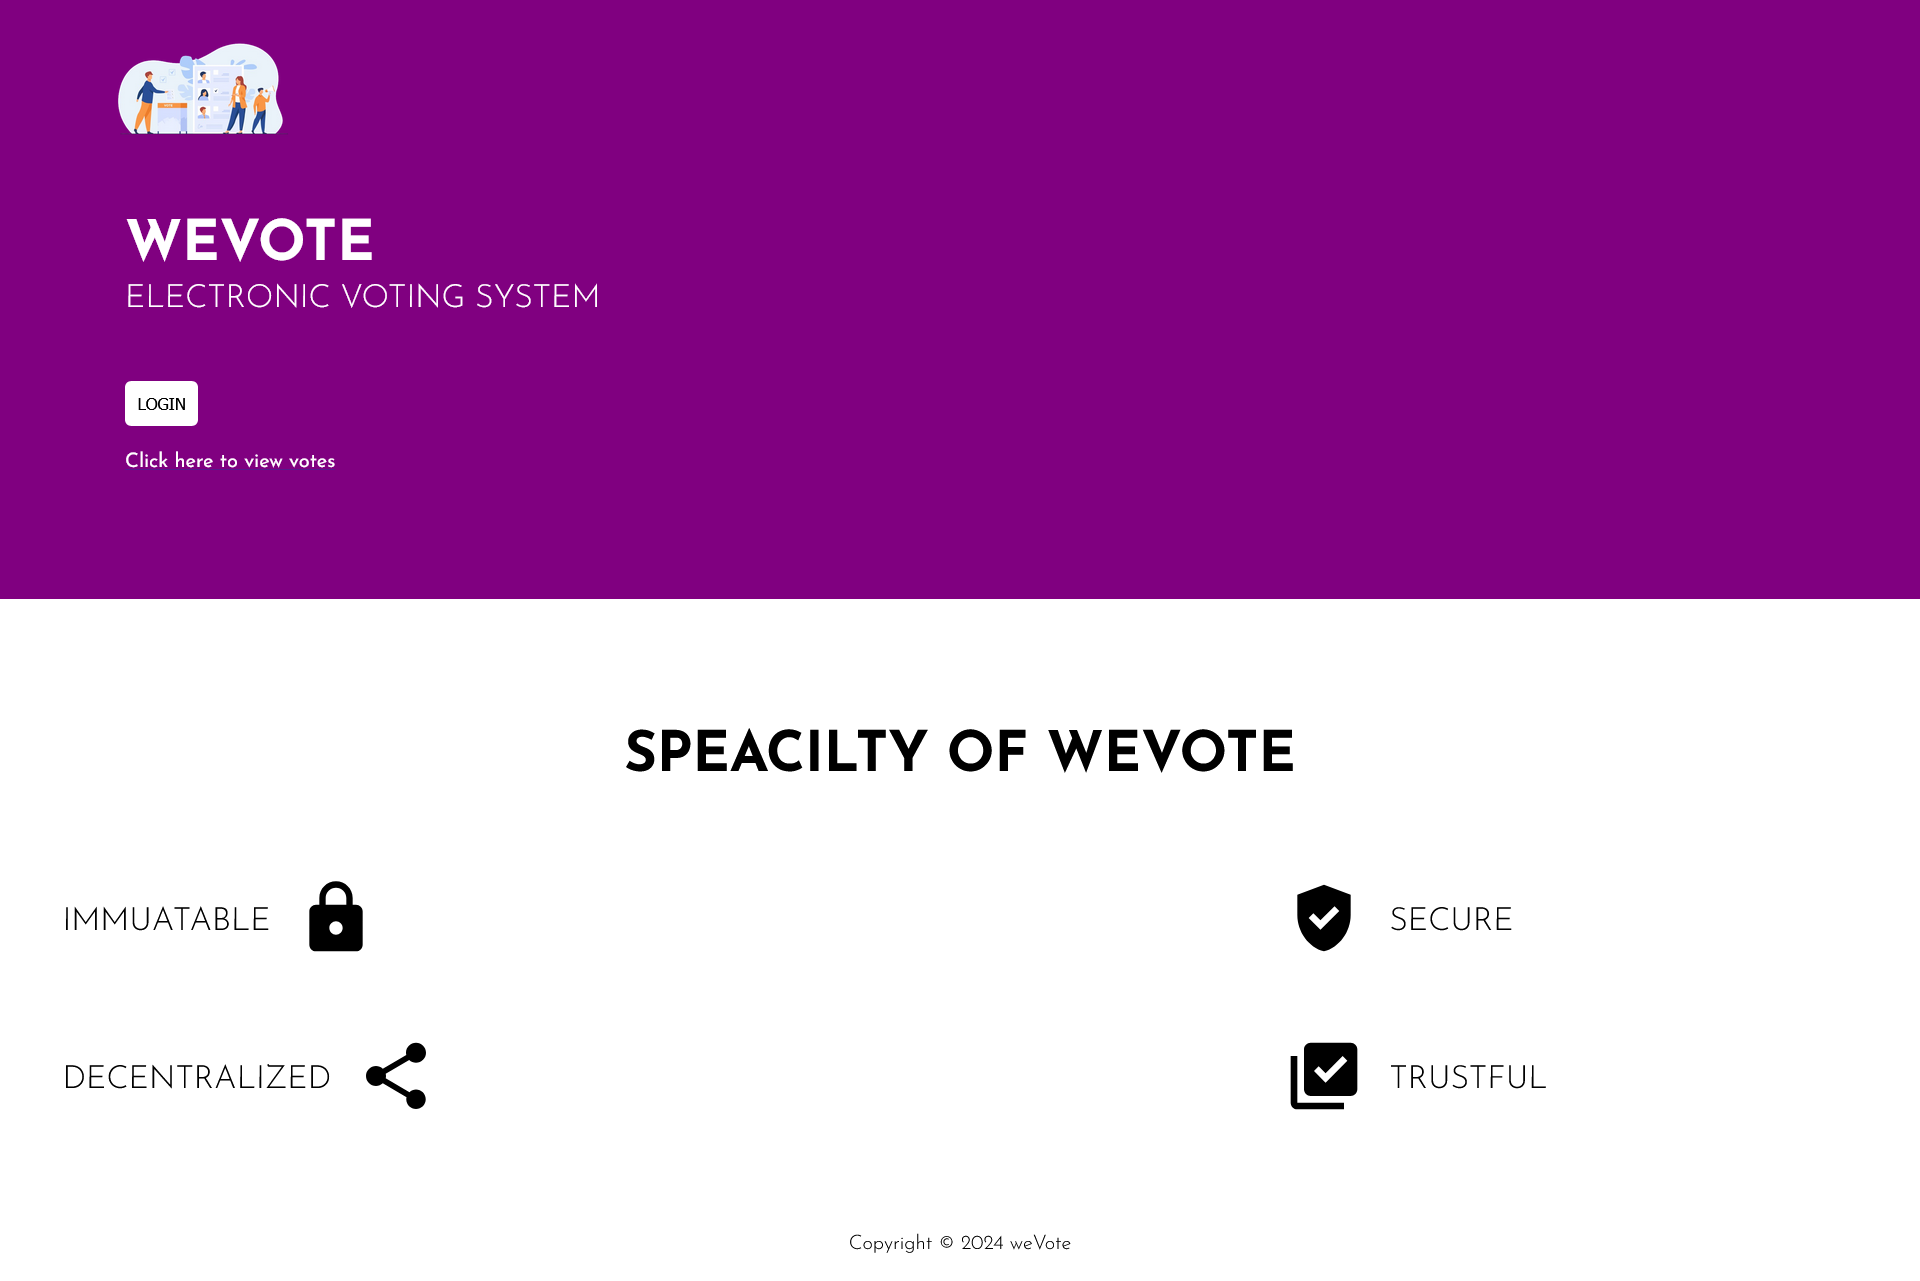 WEVOTE
ELECTRONIC VOTING SYSTEM
LOGIN
Click here to view votes
SPEACILTY OF WEVOTE
IMMUATABLE
SECURE
DECENTRALIZED
TRUSTFUL
Copyright © 2024 weVote